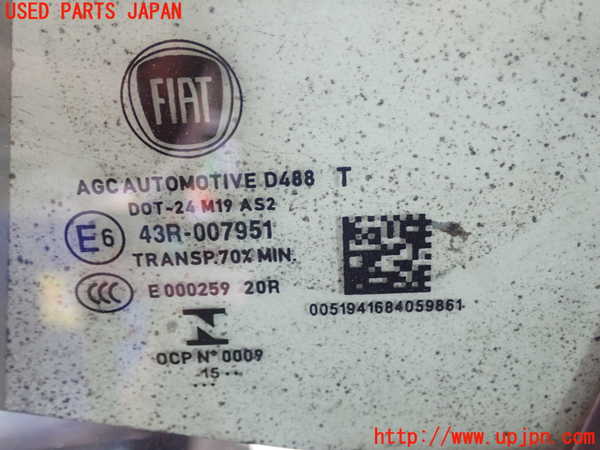 USED PARTS JAPAN
FIAT
AGC AUTOMOTIVE D488 T
DOT-24 M19 AS2
E6 43R-007951
TRANSP.70% MIN.
CCC E000259 20R
0051941684059861
N
OCP N° 0009
..15...
http://www.upjpn.com/